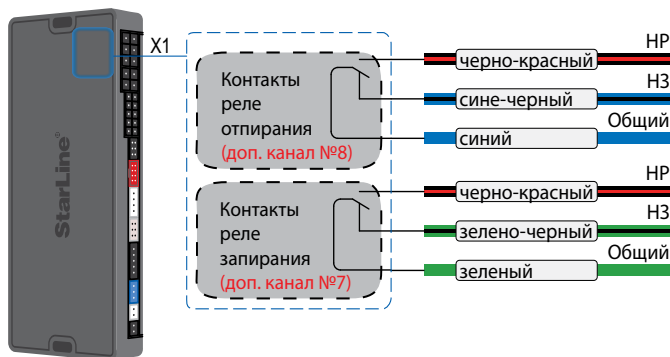 X1
StarLine®
Контакты
реле
отпирания
(доп. канал №8)
черно-красный
НР
сине-черный
НЗ
синий
Общий
Контакты
реле
запирания
(доп. канал №7)
черно-красный
НР
зелено-черный
НЗ
зеленый
Общий